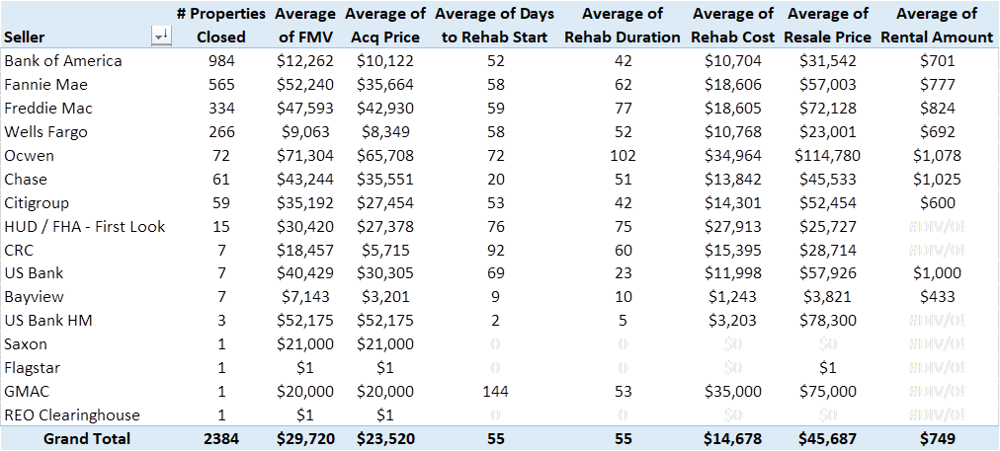 # Properties Average Average of Average of Days Average of Average of Average of Average of
Seller Closed of FMV Acq Price to Rehab Start Rehab Duration Rehab Cost Resale Price Rental Amount
Bank of America 984 $12,262 $10,122 52 42 $10,704 $31,542 $701
Fannie Mae 565 $52,240 $35,664 58 62 $18,606 $57,003 $777
Freddie Mac 334 $47,593 $42,930 59 77 $18,605 $72,128 $824
Wells Fargo 266 $9,063 $8,349 58 52 $10,768 $23,001 $692
Ocwen 72 $71,304 $65,708 72 102 $34,964 $114,780 $1,078
Chase 61 $43,244 $35,551 20 51 $13,842 $45,533 $1,025
Citigroup 59 $35,192 $27,454 53 42 $14,301 $52,454 $600
HUD / FHA - First Look 15 $30,420 $27,378 76 75 $27,913 $25,727 #DIV/0!
CRC 7 $18,457 $5,715 92 60 $15,395 $28,714 #DIV/0!
US Bank 7 $40,429 $30,305 69 23 $11,998 $57,926 $1,000
Bayview 7 $7,143 $3,201 9 10 $1,243 $3,821 $433
US Bank HM 3 $52,175 $52,175 2 5 $3,203 $78,300 #DIV/0!
Saxon 1 $21,000 $21,000 0 0 $0 $0 #DIV/0!
Flagstar 1 $1 $1 0 0 $0 $1 #DIV/0!
GMAC 1 $20,000 $20,000 144 53 $35,000 $75,000 #DIV/0!
REO Clearinghouse 1 $1 $1 0 0 $0 $0 #DIV/0!
Grand Total 2384 $29,720 $23,520 55 55 $14,678 $45,687 $749